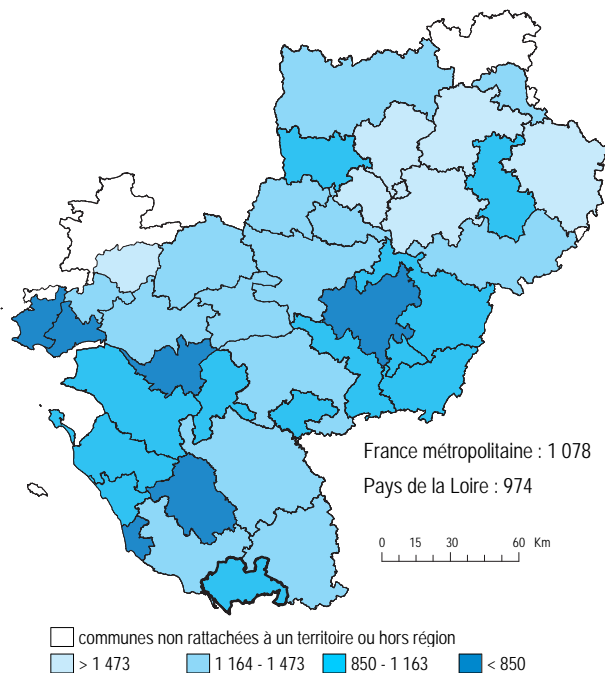 France métropolitaine : 1 078
Pays de la Loire : 974
0 15 30 60 Km
communes non rattachées à un territoire ou hors région
> 1 473 1 164 - 1 473 850 - 1 163 < 850